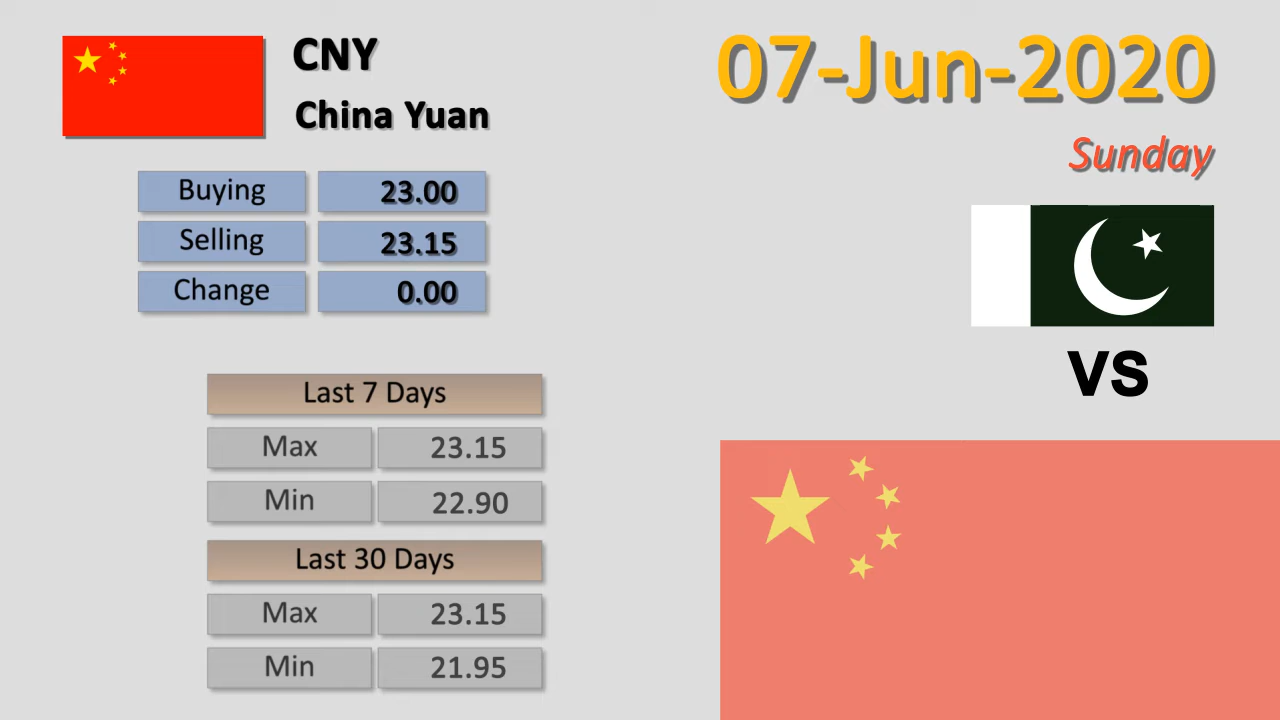 CNY
China Yuan
07-Jun-2020
Sunday
Buying 23.00
Selling 23.15
Change 0.00
VS
Last 7 Days
Max 23.15
Min 22.90
Last 30 Days
Max 23.15
Min 21.95